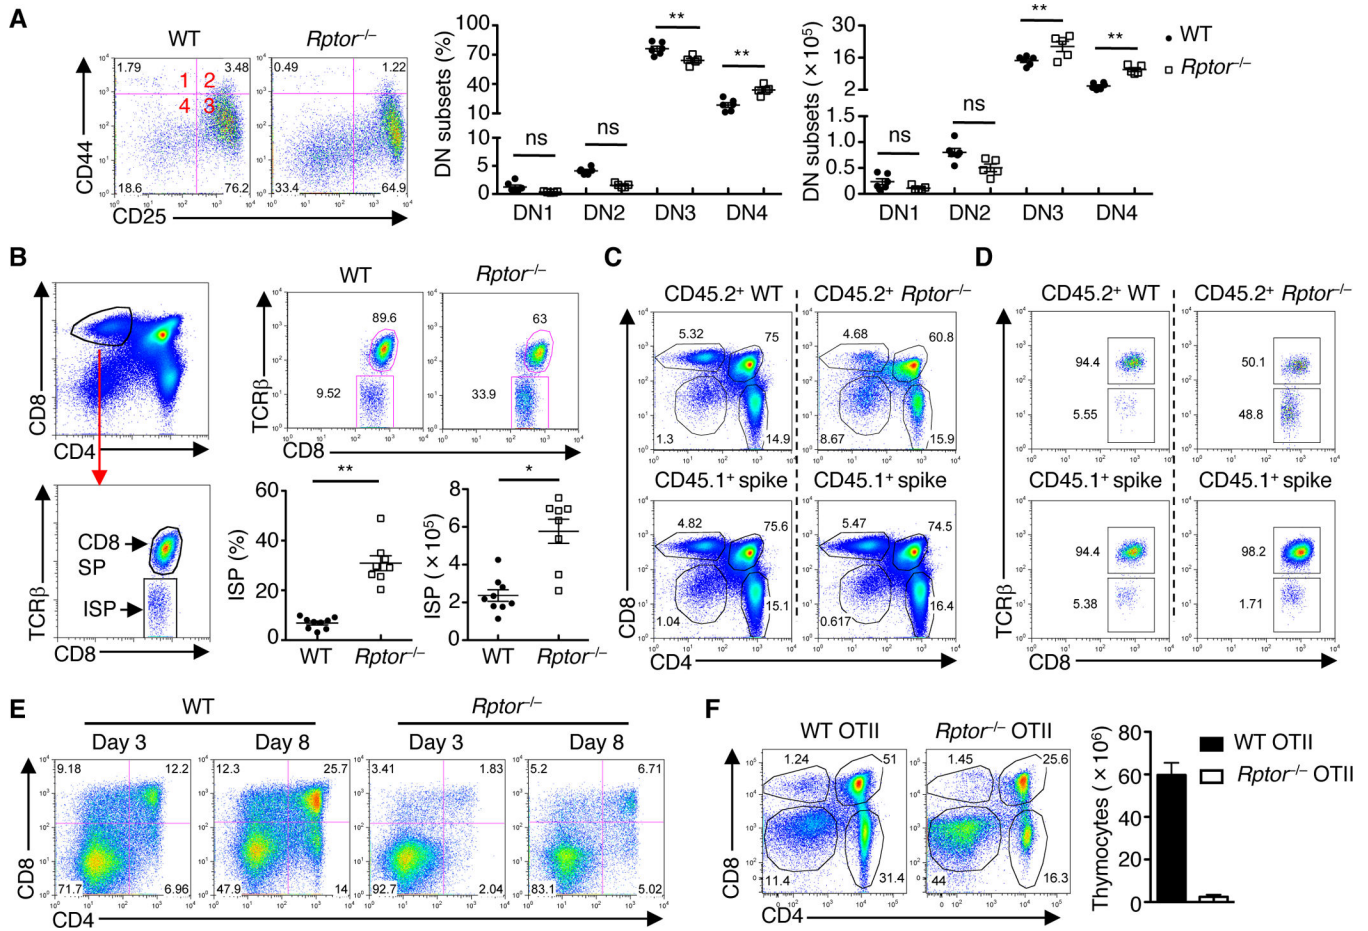 A
WT
Rptor–/–
1.79
3.48
1
2
4
3
18.6
76.2
0.49
1.22
33.4
64.9
CD44
CD25
DN subsets (%)
100
70
40
10
10
5
0
ns
ns
**
**
DN1
DN2
DN3
DN4
DN subsets (×10⁵)
30
16
2
1.5
1.0
0.5
0
ns
ns
**
**
DN1
DN2
DN3
DN4
WT
Rptor–/–
B
CD8
CD4
TCRβ
CD8
CD8 SP
ISP
WT
Rptor–/–
89.6
9.52
63
33.9
TCRβ
CD8
ISP (%)
60
40
20
0
**
WT
Rptor–/–
ISP (×10⁵)
8
6
4
2
0
*
WT
Rptor–/–
C
CD45.2⁺ WT
CD45.2⁺ Rptor–/–
5.32
75
1.3
14.9
4.68
60.8
8.67
15.9
CD45.1⁺ spike
CD45.1⁺ spike
4.82
75.6
1.04
15.1
5.47
74.5
0.617
16.4
CD8
CD4
D
CD45.2⁺ WT
CD45.2⁺ Rptor–/–
94.4
5.55
50.1
48.8
CD45.1⁺ spike
CD45.1⁺ spike
94.4
5.38
98.2
1.71
TCRβ
CD8
E
WT
Rptor–/–
Day 3
Day 8
Day 3
Day 8
9.18
12.2
71.7
6.96
12.3
25.7
47.9
14
3.41
1.83
92.7
2.04
5.2
6.71
83.1
5.02
CD8
CD4
F
WT OTII
Rptor–/– OTII
1.24
51
11.4
31.4
1.45
25.6
44
16.3
CD8
CD4
Thymocytes (×10⁶)
80
60
40
20
0
WT OTII
Rptor–/– OTII